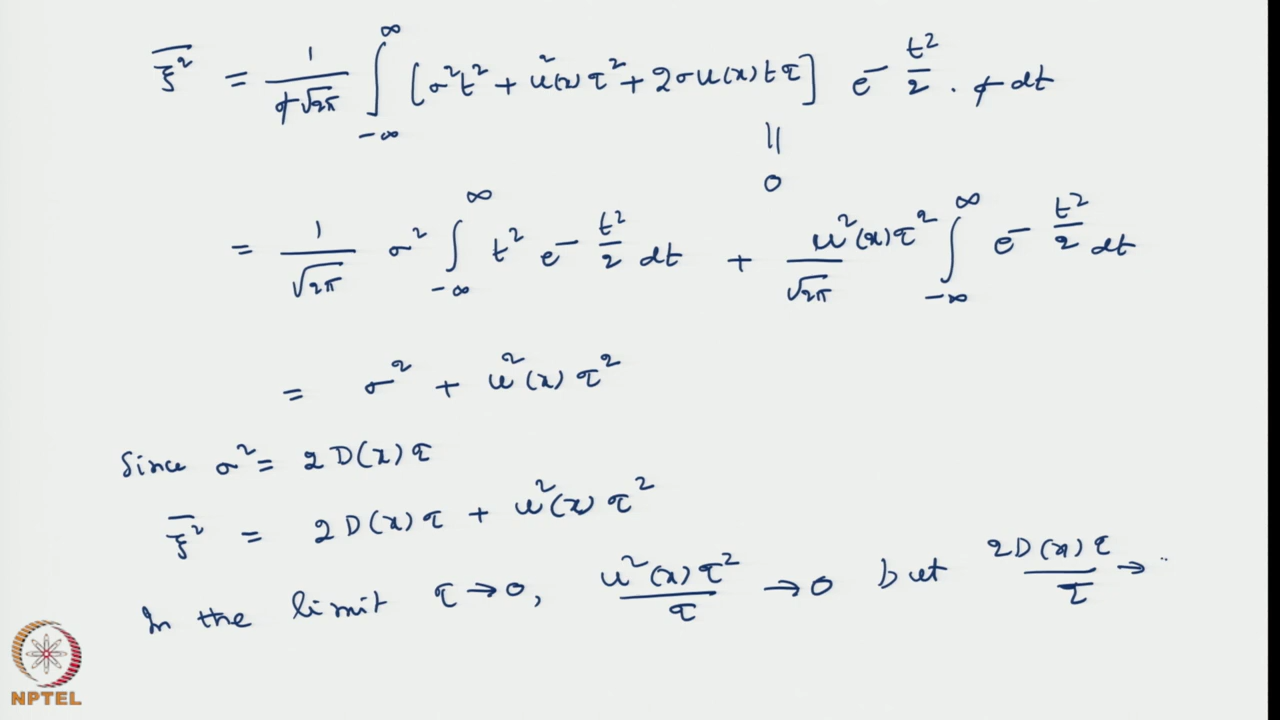 ξ̅² = 1/(σ̸√2π) ∫_{-∞}^{∞} [σ²t² + u²(x)τ² + 2σu(x)tτ] e^{-t²/2} . σ̸ dt
||
0
= 1/√2π σ² ∫_{-∞}^{∞} t² e^{-t²/2} dt + u²(x)τ²/√2π ∫_{-∞}^{∞} e^{-t²/2} dt
= σ² + u²(x) τ²
Since σ² = 2D(x)τ
ξ̅² = 2D(x)τ + u²(x) τ²
In the limit τ→0, u²(x)τ²/τ →0 but 2D(x)τ/τ →
NPTEL